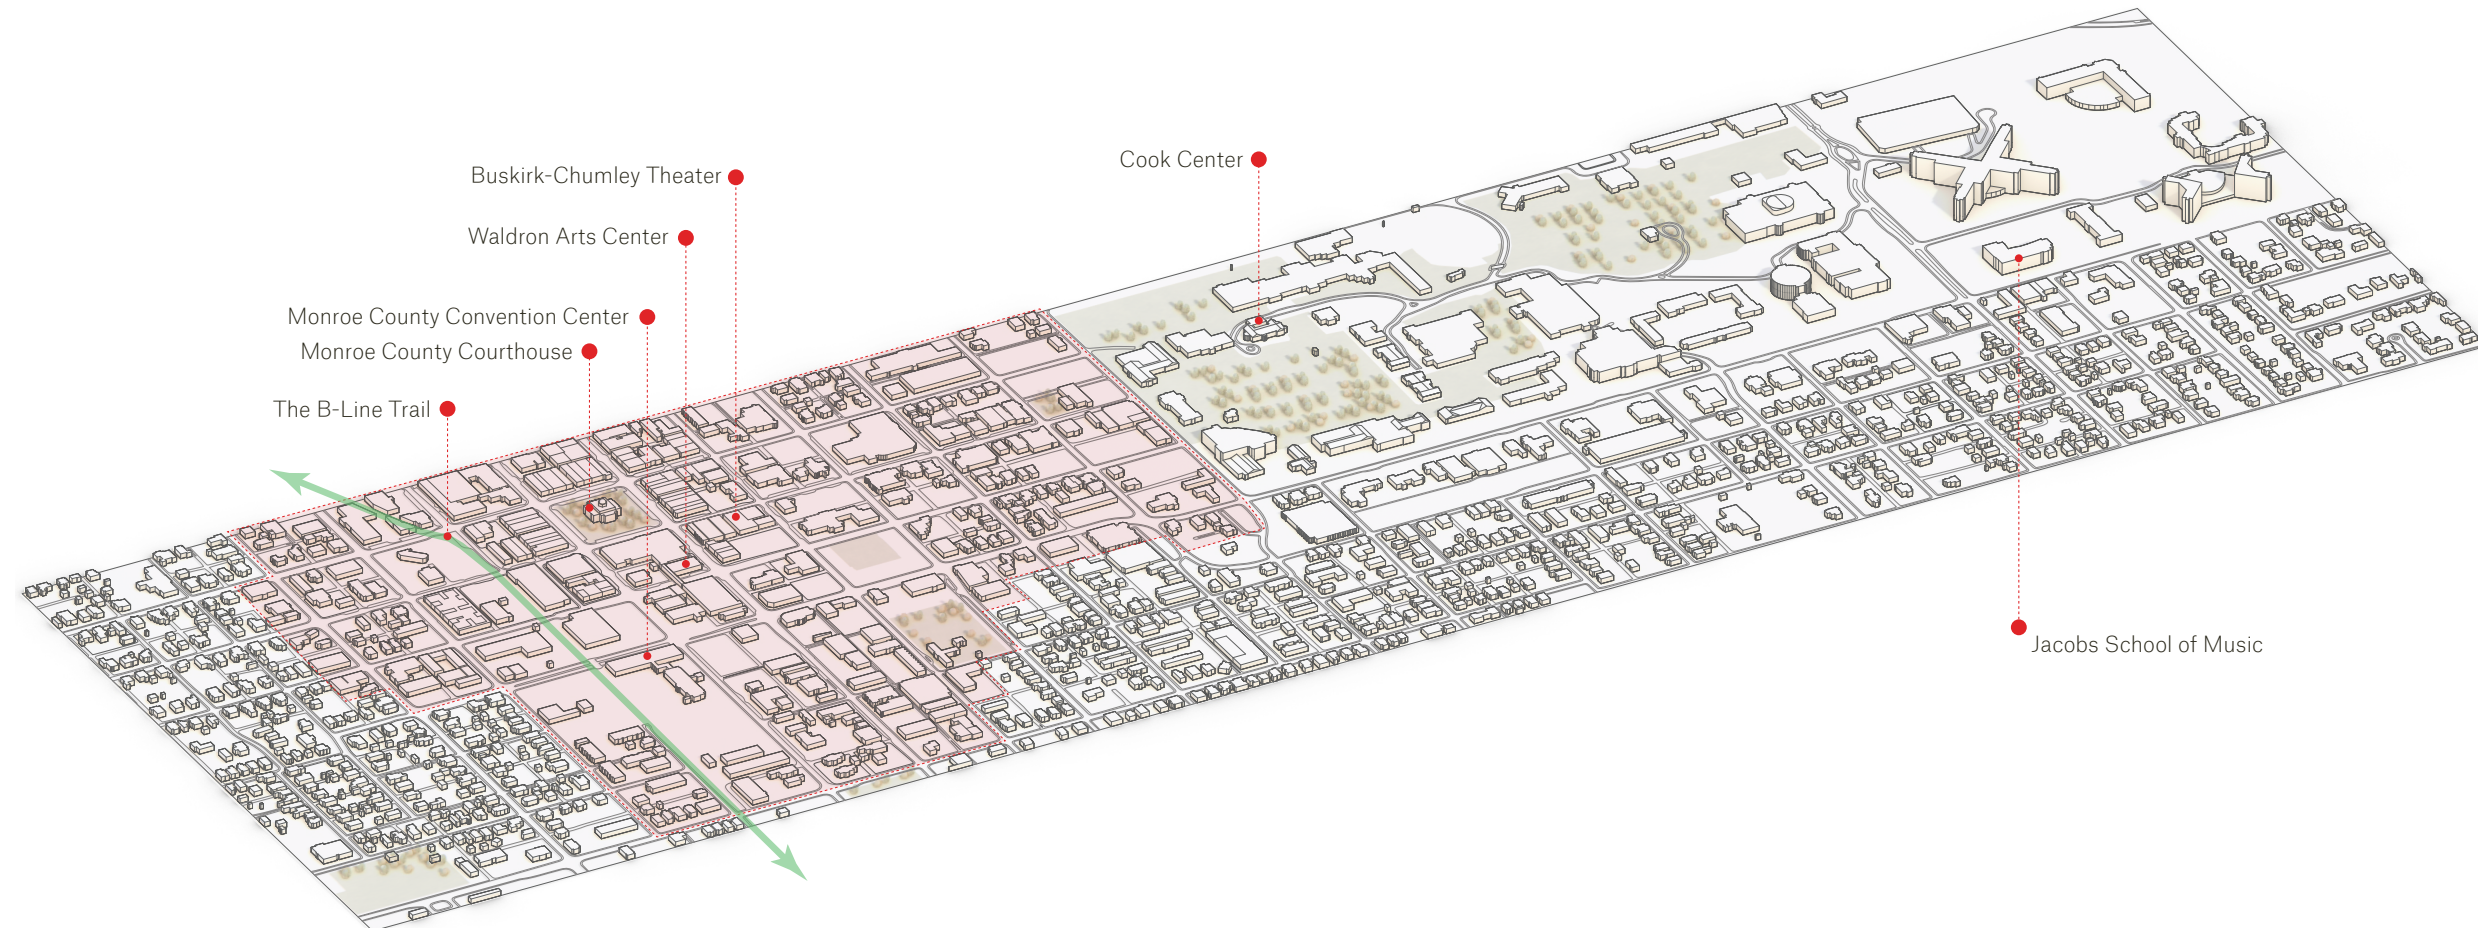 Cook Center
Buskirk-Chumley Theater
Waldron Arts Center
Monroe County Convention Center
Monroe County Courthouse
The B-Line Trail
Jacobs School of Music